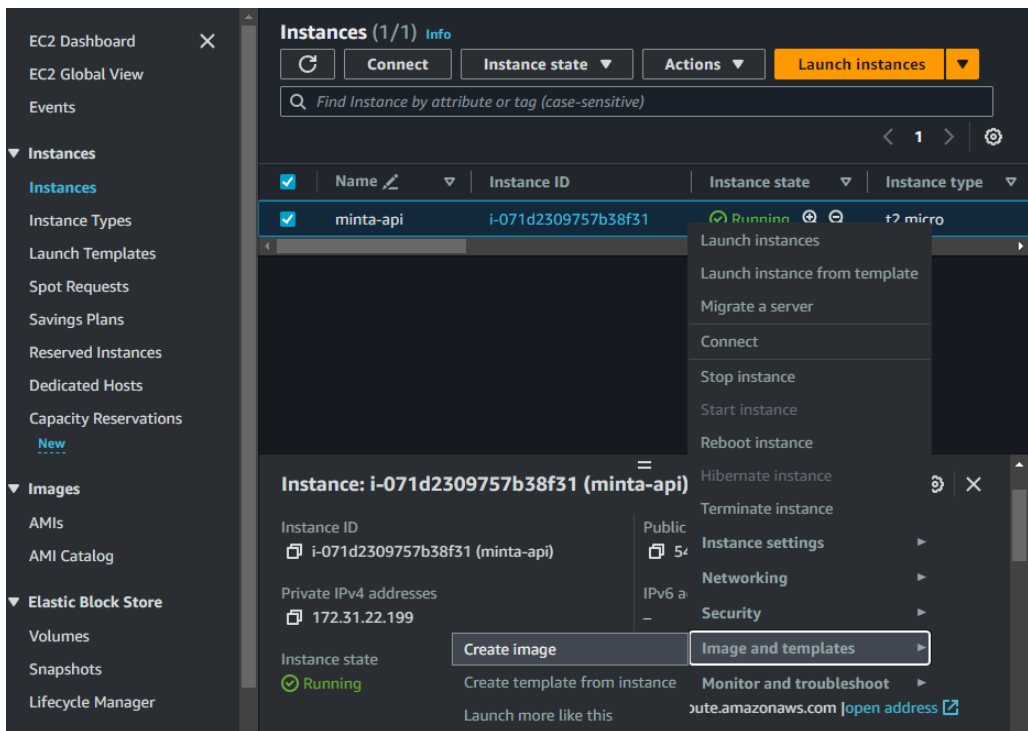 EC2 Dashboard
EC2 Global View
Events
Instances
Instances
Instance Types
Launch Templates
Spot Requests
Savings Plans
Reserved Instances
Dedicated Hosts
Capacity Reservations
New
Images
AMIs
AMI Catalog
Elastic Block Store
Volumes
Snapshots
Lifecycle Manager
Instances (1/1) Info
Connect Instance state Actions Launch instances
Find Instance by attribute or tag (case-sensitive)
1
Name Instance ID Instance state Instance type
minta-api i-071d2309757b38f31 Running t2.micro
Launch instances
Launch instance from template
Migrate a server
Connect
Stop instance
Start instance
Reboot instance
Hibernate instance
Terminate instance
Instance settings
Networking
Security
Image and templates
Monitor and troubleshoot
Create image
Create template from instance
Launch more like this
Instance: i-071d2309757b38f31 (minta-api)
Instance ID
i-071d2309757b38f31 (minta-api)
Public
54
Private IPv4 addresses
172.31.22.199
IPv6 a
–
Instance state
Running
oute.amazonaws.com |open address